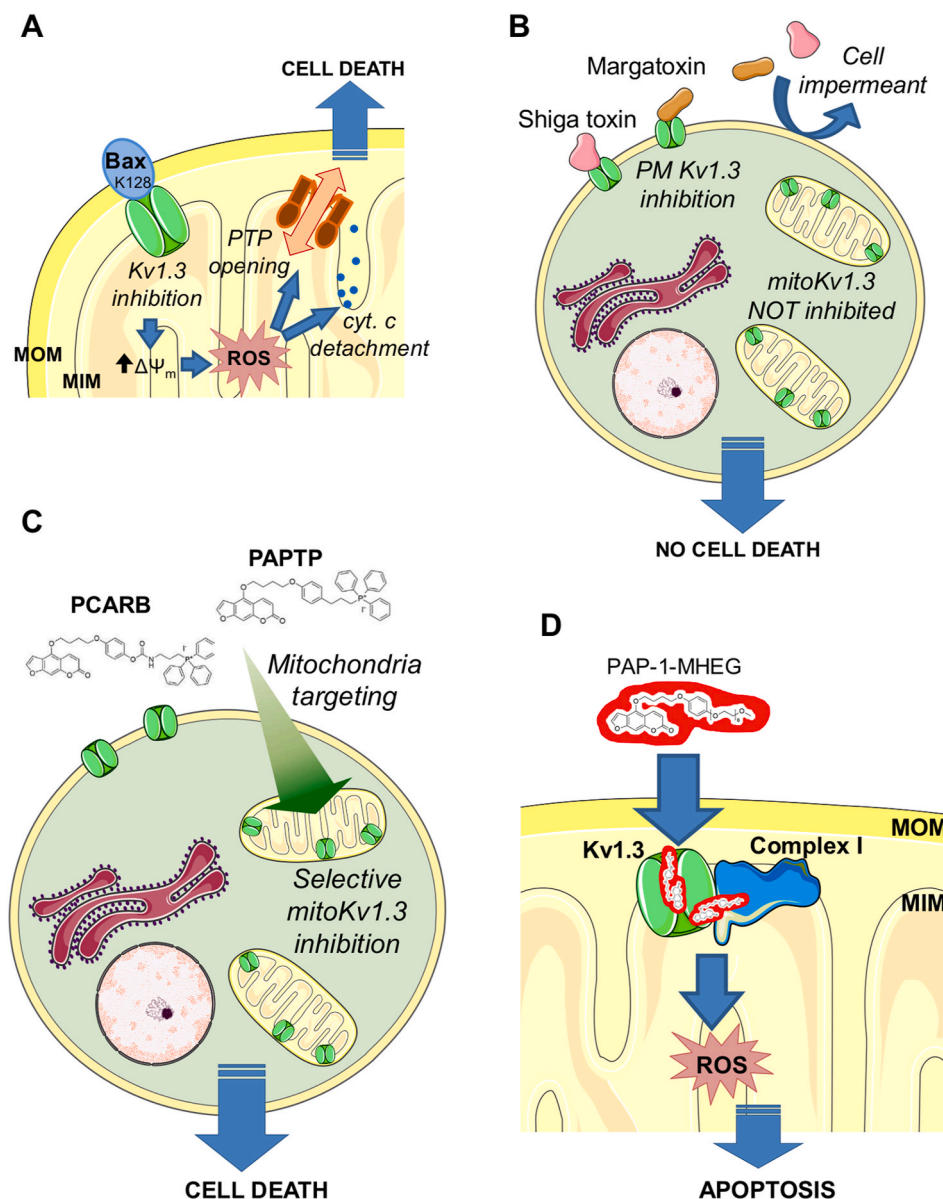 A
CELL DEATH
Bax
K128
Kv1.3
inhibition
PTP
opening
cyt. c
detachment
ROS
ΔΨm
MOM
MIM
B
Margatoxin
Cell
impermeant
Shiga toxin
PM Kv1.3
inhibition
mitoKv1.3
NOT inhibited
NO CELL DEATH
C
PAPTP
PCARB
Mitochondria
targeting
Selective
mitoKv1.3
inhibition
CELL DEATH
D
PAP-1-MHEG
MOM
Kv1.3
Complex I
MIM
ROS
APOPTOSIS